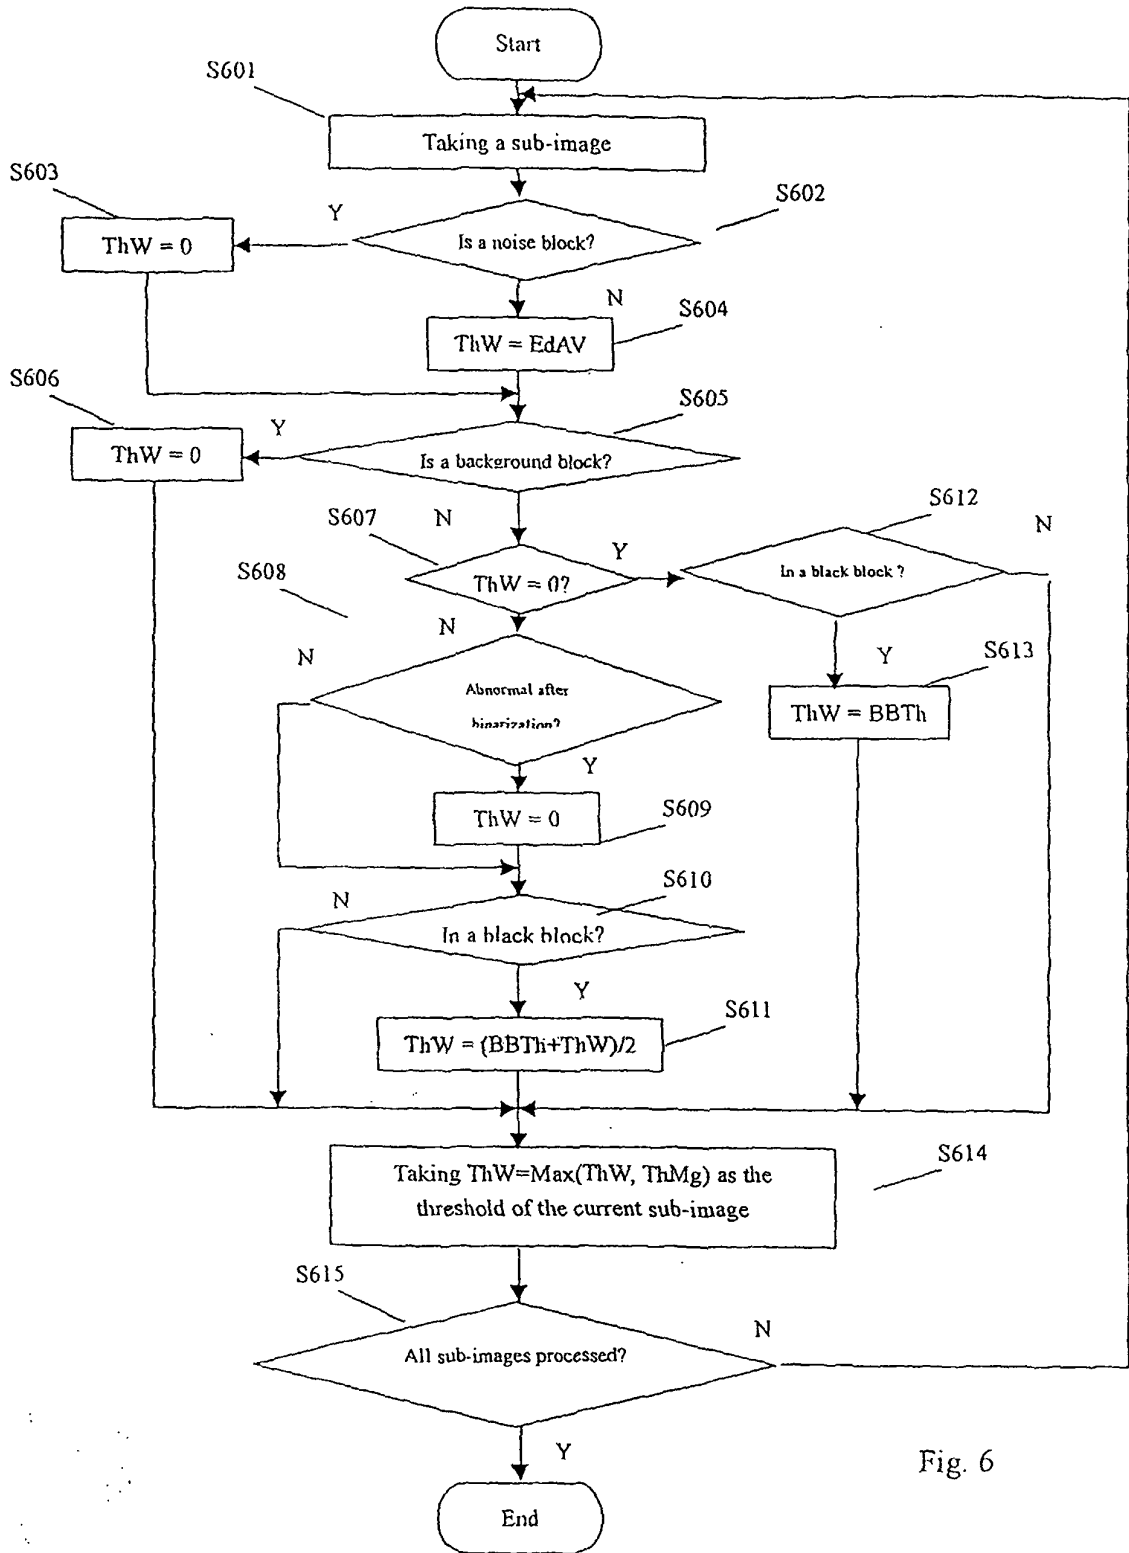 Start
S601
Taking a sub-image
S603
Y
S602
ThW = 0
Is a noise block?
N
S604
ThW = EdAV
S606
S605
Y
ThW = 0
Is a background block?
S612
N
N
S607
Y
S608
In a black block ?
ThW = 0?
N
N
Y
S613
Abnormal after
binarization?
ThW = BBTh
Y
ThW = 0
S609
S610
N
In a black block?
Y
S611
ThW = (BBTh+ThW)/2
Taking ThW=Max(ThW, ThMg) as the
threshold of the current sub-image
S614
S615
N
All sub-images processed?
Y
Fig. 6
End